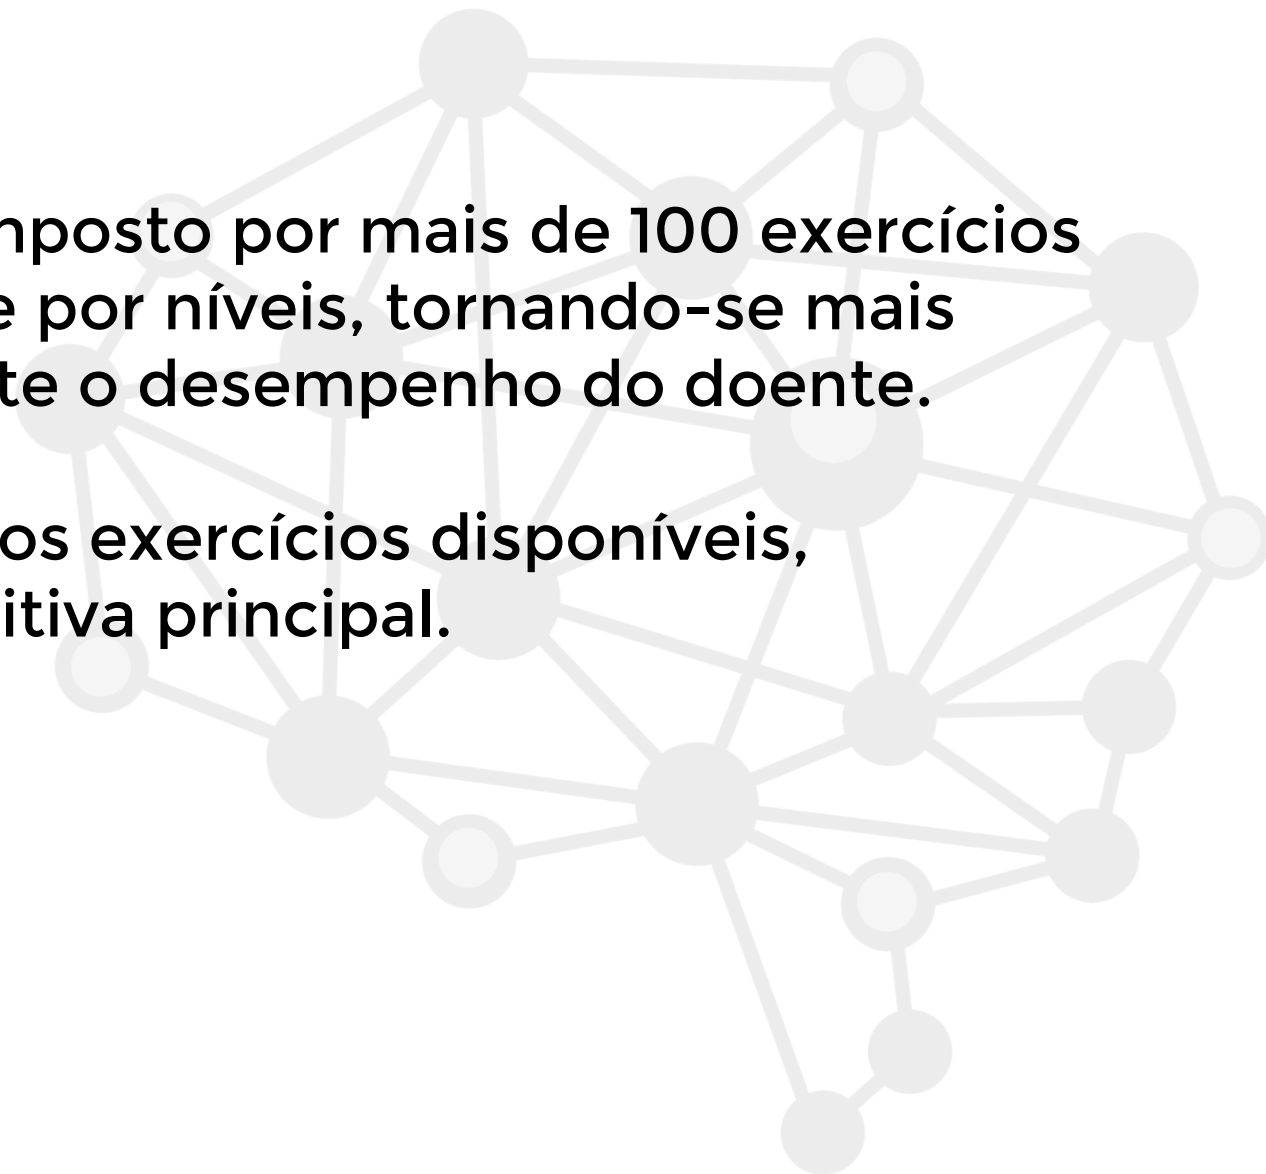 mposto por mais de 100 exercícios
e por níveis, tornando-se mais
te o desempenho do doente.
os exercícios disponíveis,
itiva principal.